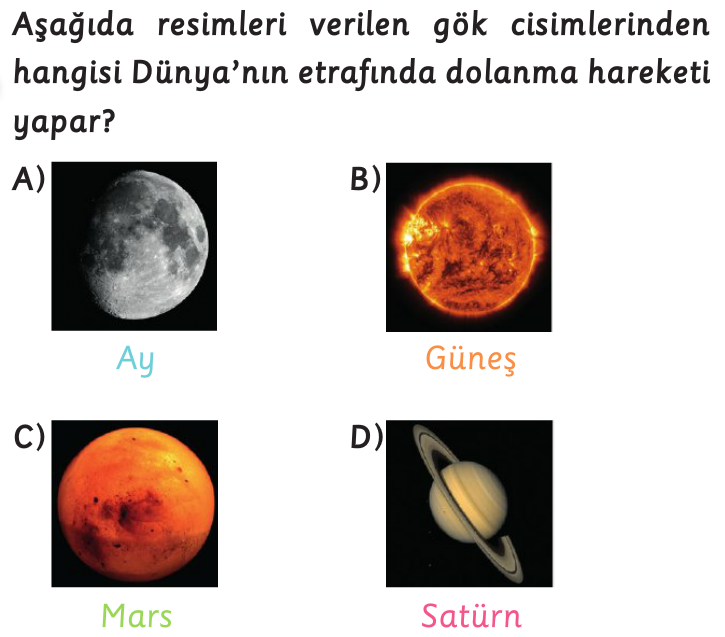 Aşağıda resimleri verilen gök cisimlerinden
hangisi Dünya'nın etrafında dolanma hareketi
yapar?
A)
B)
Ay
Güneş
C)
D)
Mars
Satürn